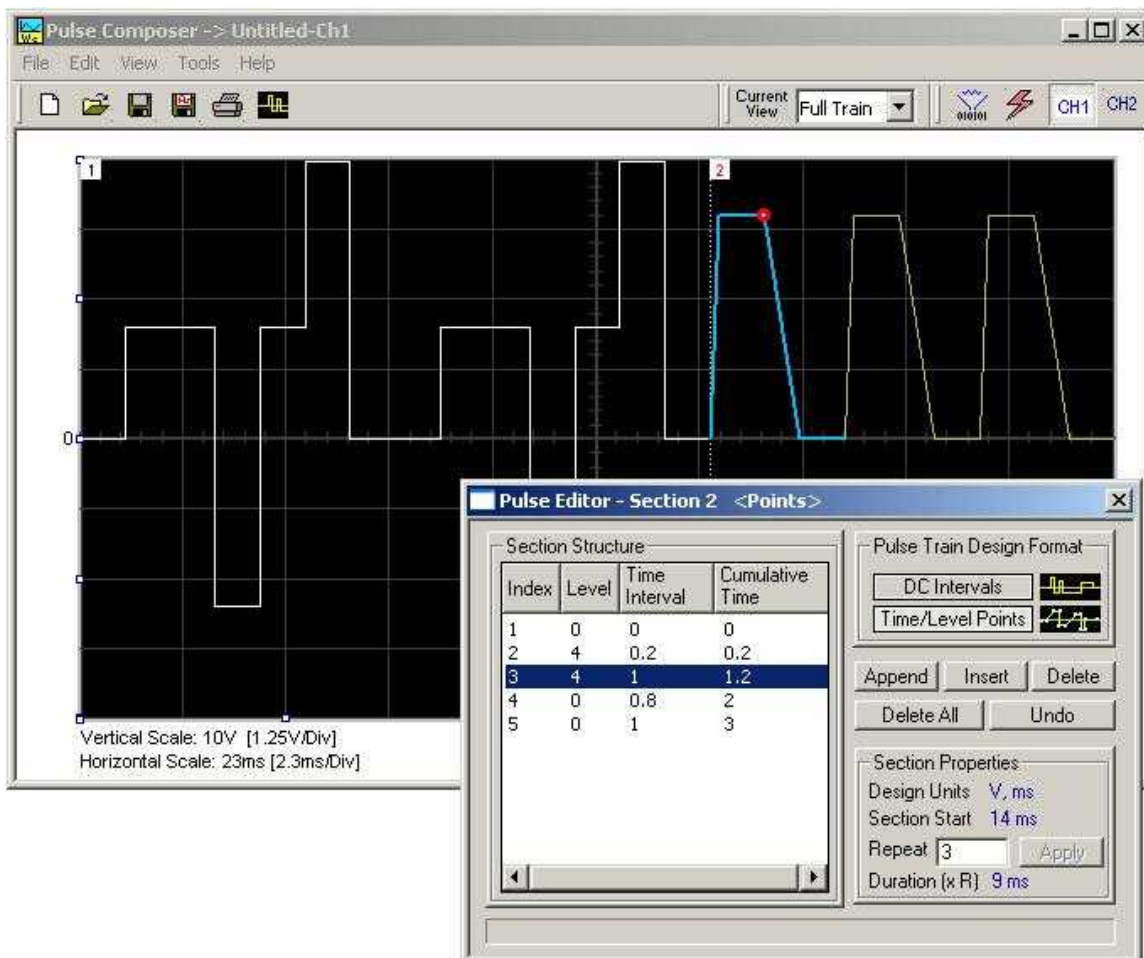 Pulse Composer -> Untitled-Ch1
File Edit View Tools Help
Current View Full Train
010101
CH1 CH2
1
2
0
Vertical Scale: 10V [1.25V/Div]
Horizontal Scale: 23ms [2.3ms/Div]
Pulse Editor - Section 2 <Points>
Section Structure
Index Level Time Interval Cumulative Time
1 0 0 0
2 4 0.2 0.2
3 4 1 1.2
4 0 0.8 2
5 0 1 3
Pulse Train Design Format
DC Intervals
Time/Level Points
Append Insert Delete
Delete All Undo
Section Properties
Design Units V, ms
Section Start 14 ms
Repeat 3 Apply
Duration (x R) 9 ms